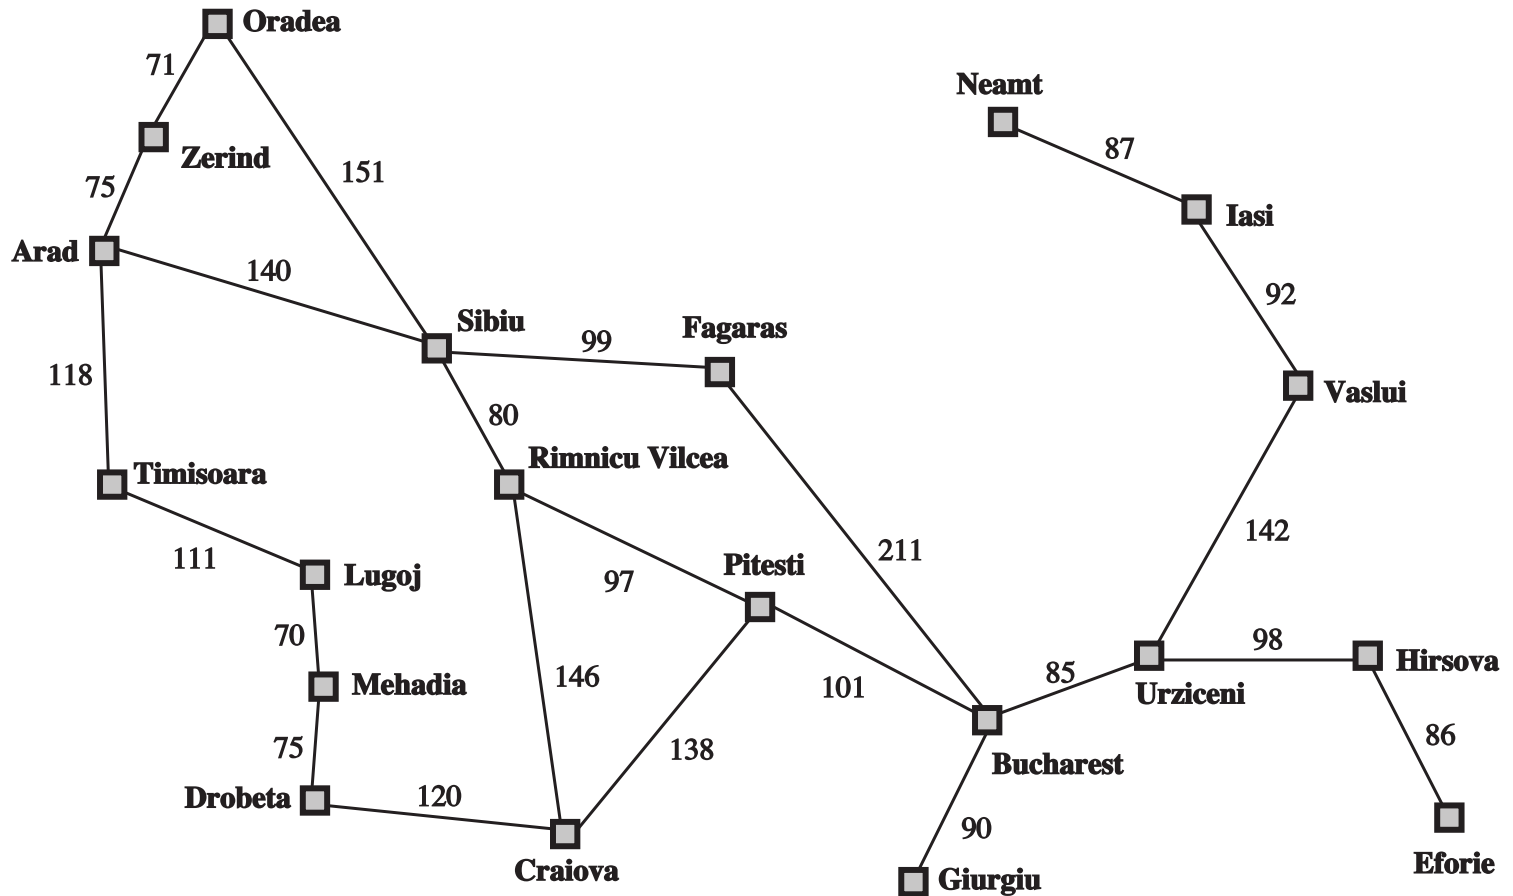 Oradea
71
Neamt
87
Zerind
151
75
Iasi
Arad
140
92
Sibiu
Fagaras
99
118
Vaslui
80
Rimnicu Vilcea
Timisoara
142
111
211
Lugoj
Pitesti
97
70
98
Hirsova
146
85
Mehadia
101
Urziceni
86
138
75
Bucharest
Drobeta
120
90
Craiova
Eforie
Giurgiu